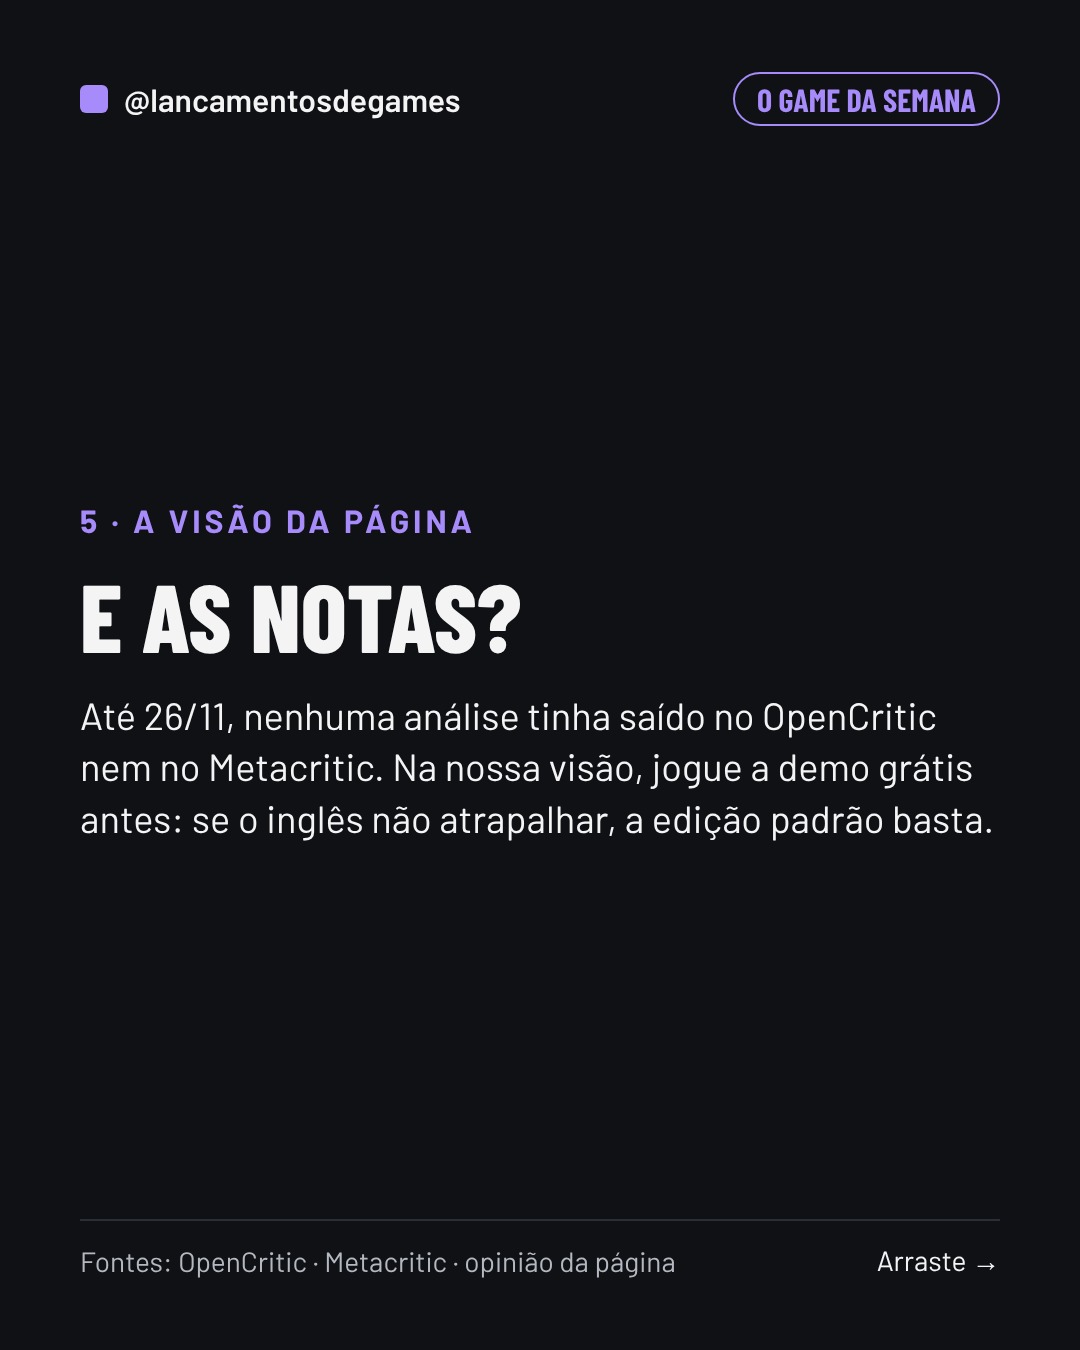 @lancamentosdegames
O GAME DA SEMANA
5 · A VISÃO DA PÁGINA
E AS NOTAS?
Até 26/11, nenhuma análise tinha saído no OpenCritic
nem no Metacritic. Na nossa visão, jogue a demo grátis
antes: se o inglês não atrapalhar, a edição padrão basta.
Fontes: OpenCritic · Metacritic · opinião da página
Arraste →